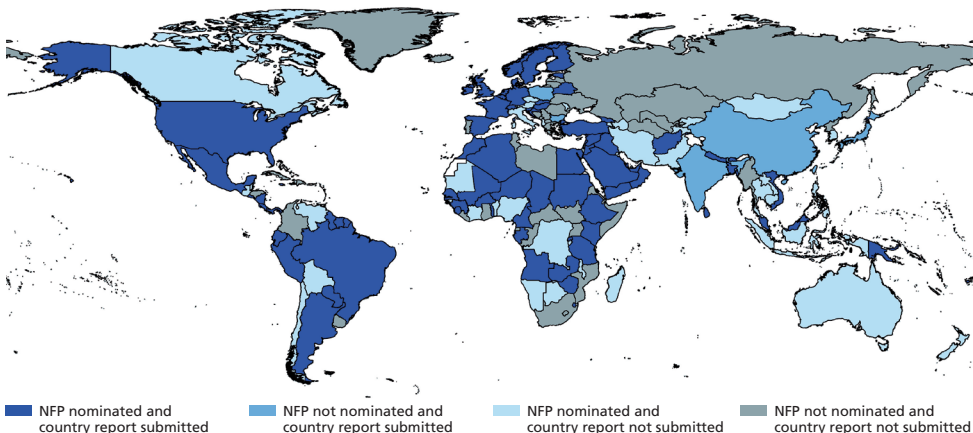 NFP nominated and
country report submitted
NFP not nominated and
country report submitted
NFP nominated and
country report not submitted
NFP not nominated and
country report not submitted